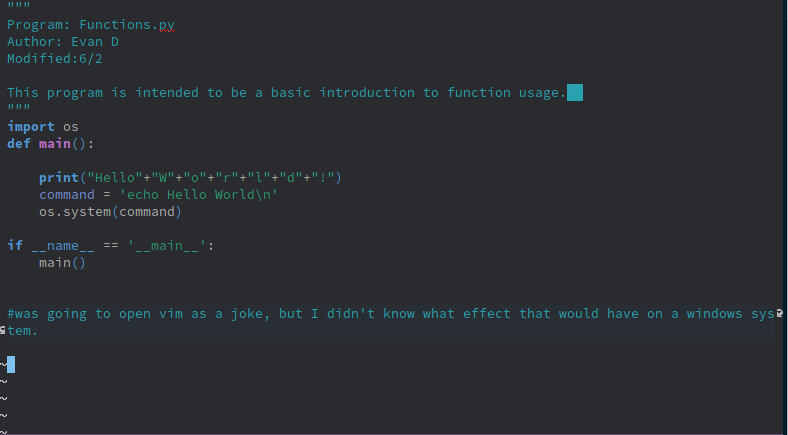 """
Program: Functions.py
Author: Evan D
Modified:6/2

This program is intended to be a basic introduction to function usage.
"""
import os
def main():

    print("Hello"+"W"+"o"+"r"+"l"+"d"+"!")
    command = 'echo Hello World\n'
    os.system(command)

if __name__ == '__main__':
    main()


#was going to open vim as a joke, but I didn't know what effect that would have on a windows sys
tem.

~
~
~
~
~